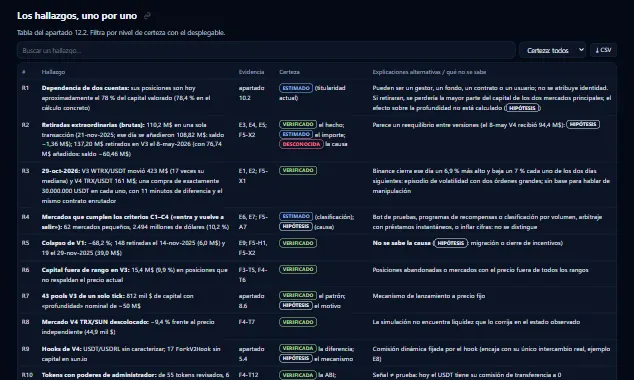 Los hallazgos, uno por uno
Tabla del apartado 12.2. Filtra por nivel de certeza con el desplegable.
Buscar un hallazgo...
Certeza: todos
↓ CSV
# Hallazgo Evidencia Certeza Explicaciones alternativas / qué no se sabe
R1
Dependencia de dos cuentas: sus posiciones son hoy
aproximadamente el 78 % del capital valorado (78,4 % en el
cálculo concreto)
apartado
10.2
ESTIMADO (titularidad
actual)
Pueden ser un gestor, un fondo, un contrato o un usuario; no se atribuye identidad.
Si retiraran, se perdería la mayor parte del capital de los dos mercados principales; el
efecto sobre la profundidad no está calculado (HIPÓTESIS)
R2
Retiradas extraordinarias (brutas): 110,2 M$ en una sola
transacción (21-nov-2025; ese día se añadieron 108,82 M$: saldo
−1,36 M$); 137,20 M$ retirados en V3 el 8-may-2026 (con 76,74
M$ añadidos: saldo −60,46 M$)
E3, E4, E5;
F5-X2
VERIFICADO el hecho;
ESTIMADO el importe;
DESCONOCIDA la causa
Parece un reequilibrio entre versiones (el 8-may V4 recibió 94,4 M$): HIPÓTESIS
R3
29-oct-2026: V3 WTRX/USDT movió 423 M$ (17 veces su
mediana) y V4 TRX/USDT 161 M$; una compra de exactamente
30.000.000 USDT en cada uno, con 11 minutos de diferencia y el
mismo contrato enrutador
E1, E2; F5-
X1
VERIFICADO
Binance cierra ese día un 6,9 % más alto y baja un 7 % cada uno de los dos días
siguientes: episodio de volatilidad con dos órdenes grandes; sin base para hablar de
manipulación
R4
Mercados que cumplen los criterios C1–C4 («entra y vuelve a
salir»): 62 mercados pequeños, 2.494 millones de dólares (10,2 %)
E6, E7; F5-
A7
ESTIMADO (clasificación);
HIPÓTESIS (causa)
Bot de pruebas, programas de recompensas o clasificación por volumen, arbitraje
con préstamos instantáneos, o inflar cifras: no se distingue
R5
Colapso de V1: −68,2 %; 148 retiradas el 14-nov-2025 (6,0 M$) y
19 el 29-nov-2025 (39,0 M$)
E9; F5-H1,
F5-X2
VERIFICADO
No se sabe la causa (HIPÓTESIS: migración o cierre de incentivos)
R6
Capital fuera de rango en V3: 15,4 M$ (9,9 %) en posiciones que
no respaldan el precio actual
F3-T5, F4-
T6
VERIFICADO
Posiciones abandonadas o mercados con el precio fuera de todos los rangos
R7
43 pools V3 de un solo tick: 812 mil $ de capital con
«profundidad» nominal de ~50 M$
apartado
8.6
VERIFICADO el patrón;
HIPÓTESIS el motivo
Mecanismo de lanzamiento a precio fijo
R8
Mercado V4 TRX/SUN descolocado: −9,4 % frente al precio
independiente (44,9 mil $)
F4-T7
VERIFICADO
La simulación no encuentra liquidez que lo corrija en el estado observado
R9
Hooks de V4: USDT/USDRL sin caracterizar; 17 ForkV2Hook sin
capital en sun.io
apartado
5.4
VERIFICADA la diferencia;
HIPÓTESIS el mecanismo
Comisión dinámica fijada por el hook (encaja con su único intercambio real, ejemplo
E8)
R10
Tokens con poderes de administrador: de 55 tokens revisados, 6
F4-T12
VERIFICADO la ABI;
Señal ≠ prueba: hoy el USDT tiene su comisión de transferencia a 0